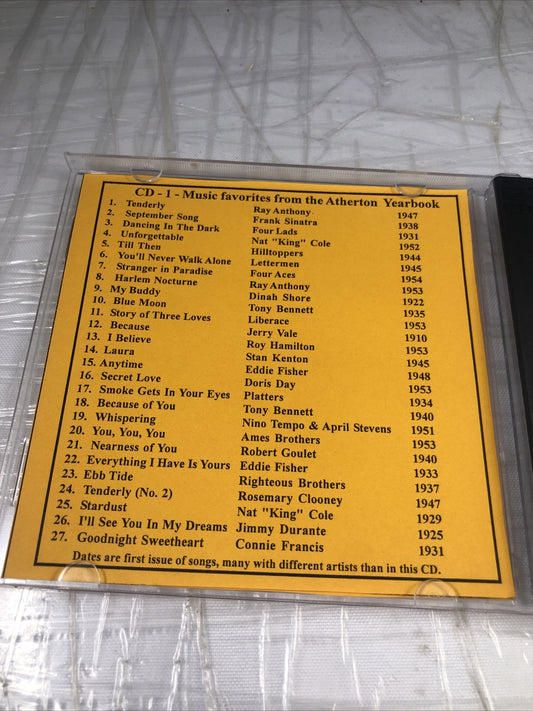 CD - 1 - Music favorites from the Atherton Yearbook
1. Tenderly Ray Anthony 1947
2. September Song Frank Sinatra 1938
3. Dancing In The Dark Four Lads 1931
4. Unforgettable Nat "King" Cole 1952
5. Till Then Hilltoppers 1944
6. You'll Never Walk Alone Lettermen 1945
7. Stranger in Paradise Four Aces 1954
8. Harlem Nocturne Ray Anthony 1953
9. My Buddy Dinah Shore 1922
10. Blue Moon Tony Bennett 1935
11. Story of Three Loves Liberace 1953
12. Because Jerry Vale 1910
13. I Believe Roy Hamilton 1953
14. Laura Stan Kenton 1945
15. Anytime Eddie Fisher 1948
16. Secret Love Doris Day 1953
17. Smoke Gets In Your Eyes Platters 1934
18. Because of You Tony Bennett 1940
19. Whispering Nino Tempo & April Stevens 1951
20. You, You, You Ames Brothers 1953
21. Nearness of You Robert Goulet 1940
22. Everything I Have Is Yours Eddie Fisher 1933
23. Ebb Tide Righteous Brothers 1937
24. Tenderly (No. 2) Rosemary Clooney 1947
25. Stardust Nat "King" Cole 1929
26. I'll See You In My Dreams Jimmy Durante 1925
27. Goodnight Sweetheart Connie Francis 1931
Dates are first issue of songs, many with different artists than in this CD.